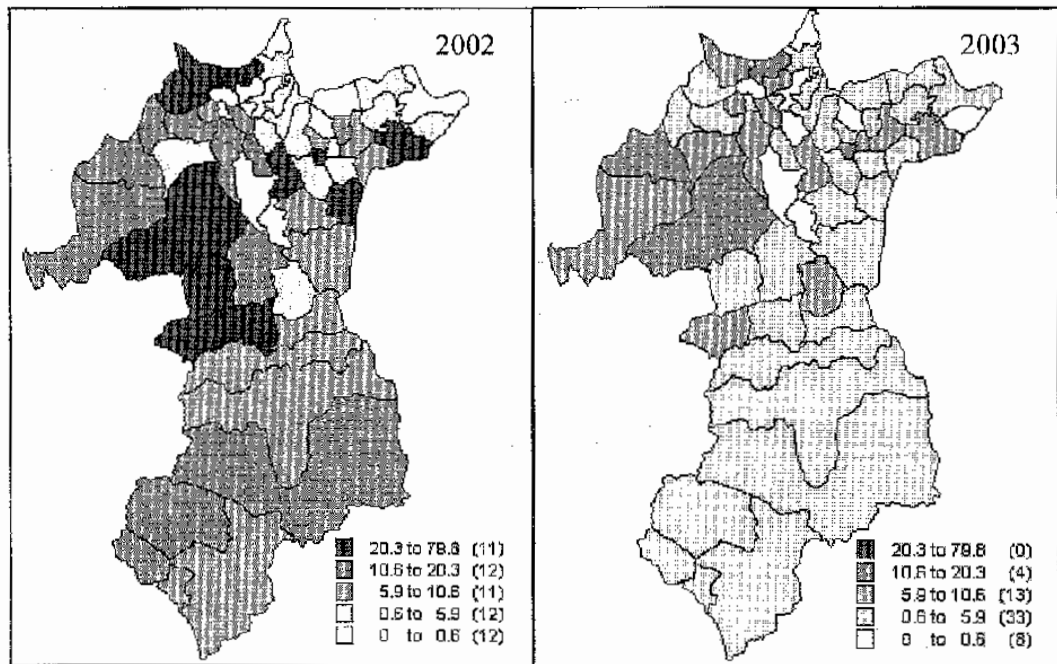 2002
20.3 to 79.8 (11)
10.6 to 20.3 (12)
5.9 to 10.6 (11)
0.6 to 5.9 (12)
0 to 0.6 (12)
2003
20.3 to 79.8 (0)
10.6 to 20.3 (4)
5.9 to 10.6 (13)
0.6 to 5.9 (33)
0 to 0.6 (8)